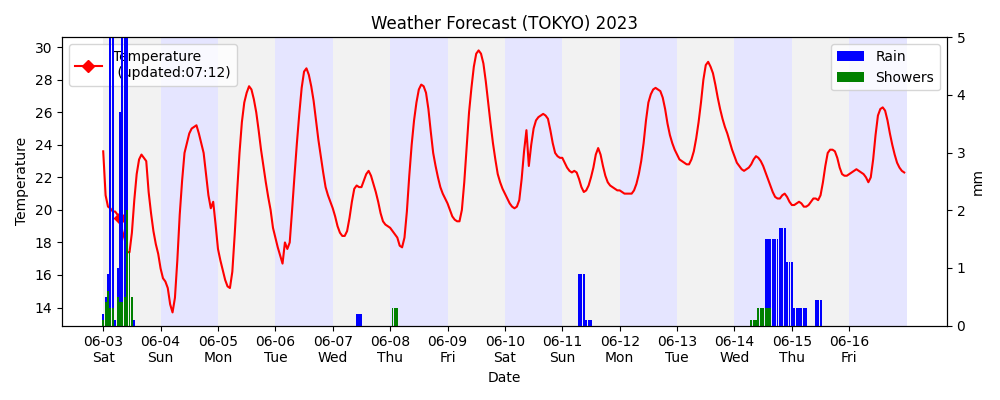 Weather Forecast (TOKYO) 2023
Temperature
(updated:07:12)
Rain
Showers
30
28
26
24
22
20
18
16
14
Temperature
5
4
3
2
1
0
mm
06-03 06-04 06-05 06-06 06-07 06-08 06-09 06-10 06-11 06-12 06-13 06-14 06-15 06-16
Sat Sun Mon Tue Wed Thu Fri Sat Sun Mon Tue Wed Thu Fri
Date